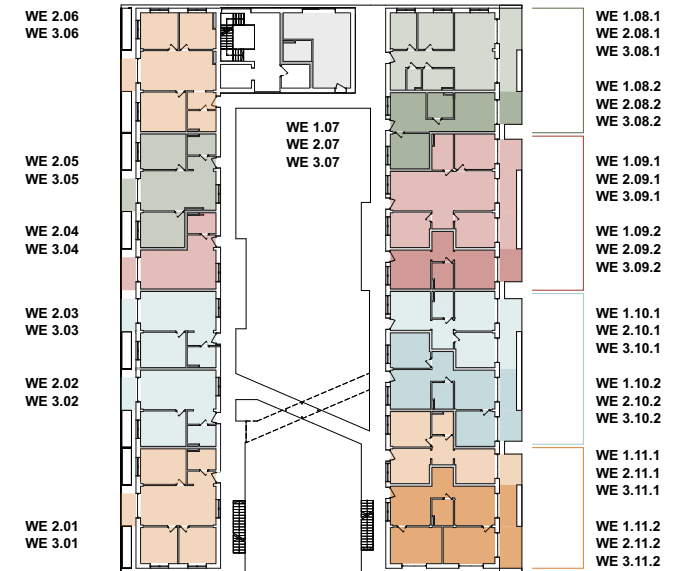 WE 2.06
WE 3.06
WE 2.05
WE 3.05
WE 2.04
WE 3.04
WE 2.03
WE 3.03
WE 2.02
WE 3.02
WE 2.01
WE 3.01
WE 1.07
WE 2.07
WE 3.07
WE 1.08.1
WE 2.08.1
WE 3.08.1
WE 1.08.2
WE 2.08.2
WE 3.08.2
WE 1.09.1
WE 2.09.1
WE 3.09.1
WE 1.09.2
WE 2.09.2
WE 3.09.2
WE 1.10.1
WE 2.10.1
WE 3.10.1
WE 1.10.2
WE 2.10.2
WE 3.10.2
WE 1.11.1
WE 2.11.1
WE 3.11.1
WE 1.11.2
WE 2.11.2
WE 3.11.2